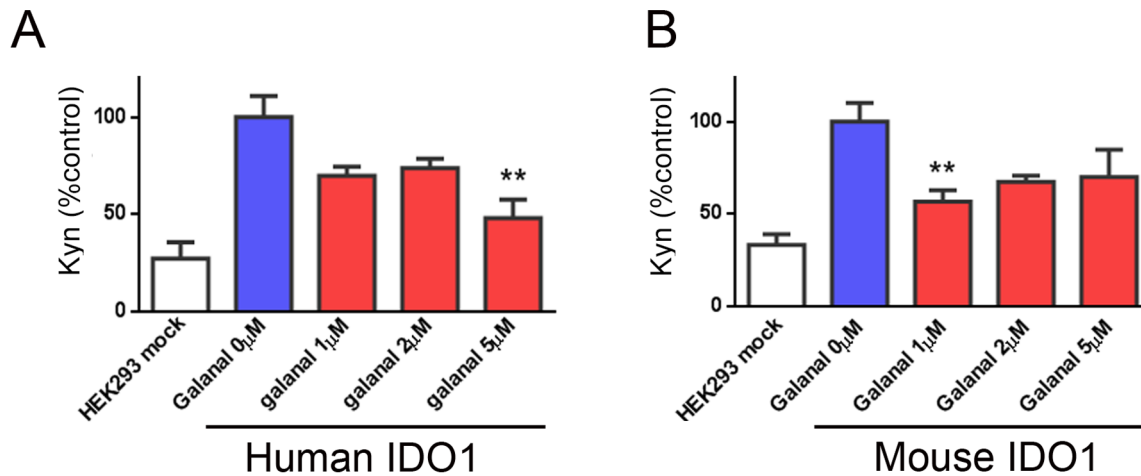 A
Kyn (%control)
100
50
0
**
HEK293 mock
Galanal 0μM
galanal 1μM
galanal 2μM
galanal 5μM
Human IDO1
B
Kyn (%control)
100
50
0
**
HEK293 mock
Galanal 0μM
Galanal 1μM
Galanal 2μM
Galanal 5μM
Mouse IDO1